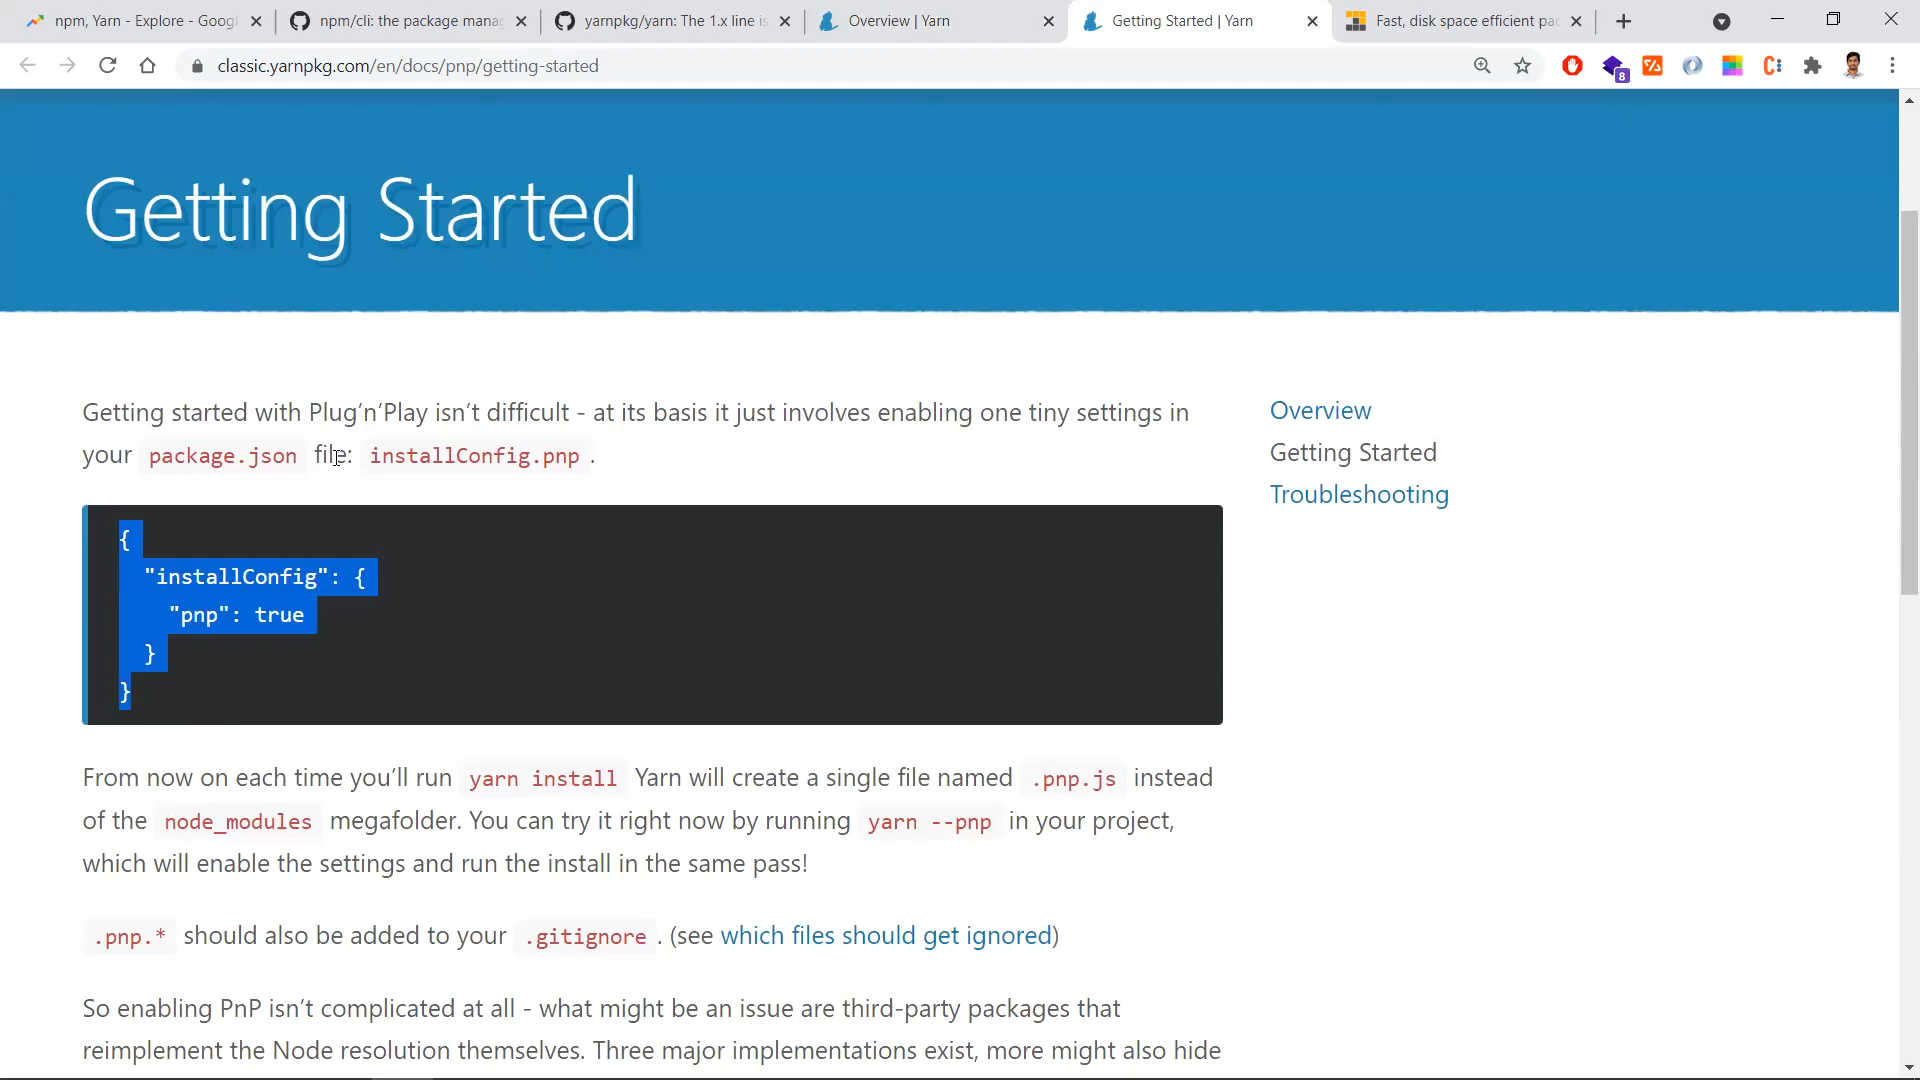 npm, Yarn - Explore - Googl
npm/cli: the package manag
yarnpkg/yarn: The 1.x line is
Overview | Yarn
Getting Started | Yarn
Fast, disk space efficient pac
classic.yarnpkg.com/en/docs/pnp/getting-started
8
Getting Started
Getting started with Plug’n’Play isn’t difficult - at its basis it just involves enabling one tiny settings in
your package.json file: installConfig.pnp .
{
"installConfig": {
"pnp": true
}
}
Overview
Getting Started
Troubleshooting
From now on each time you’ll run yarn install Yarn will create a single file named .pnp.js instead
of the node_modules megafolder. You can try it right now by running yarn --pnp in your project,
which will enable the settings and run the install in the same pass!
.pnp.* should also be added to your .gitignore . (see which files should get ignored)
So enabling PnP isn’t complicated at all - what might be an issue are third-party packages that
reimplement the Node resolution themselves. Three major implementations exist, more might also hide